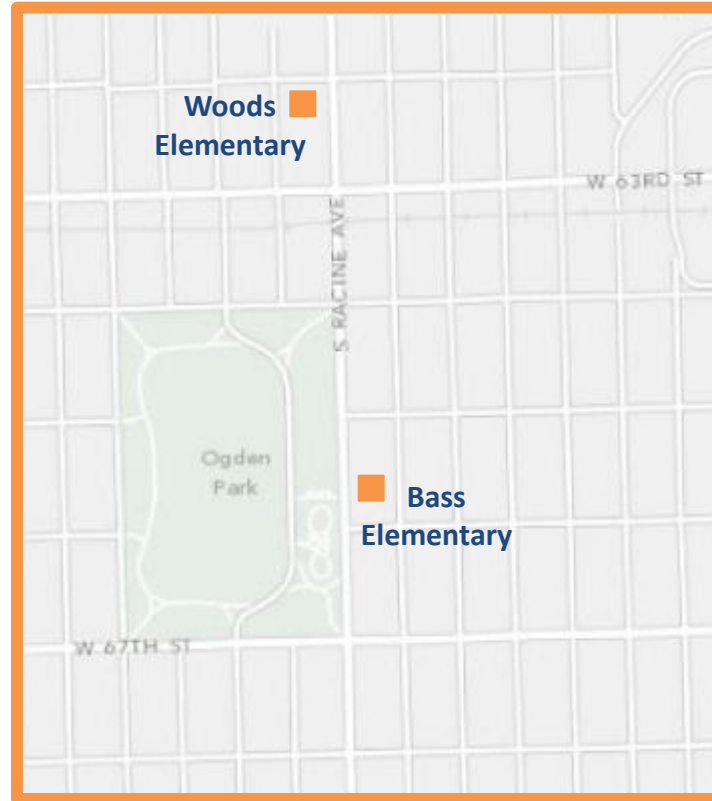 Woods
Elementary
W 63RD ST
S RACINE AVE
Ogden
Park
Bass
Elementary
W 67TH ST